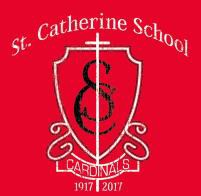 St. Catherine School
SC
CARDINALS
1917 2017